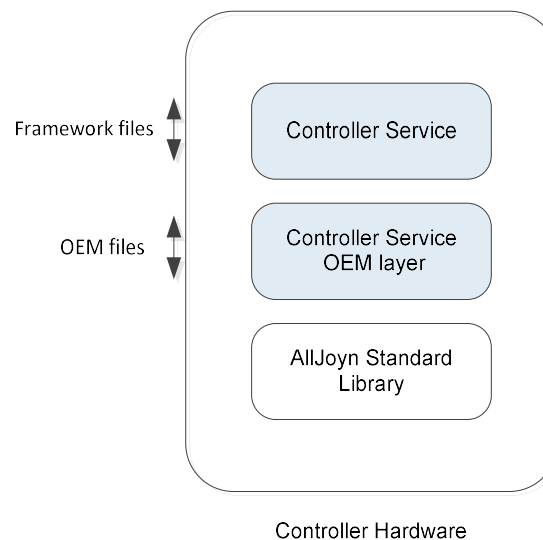 Framework files
Controller Service
OEM files
Controller Service
OEM layer
AllJoyn Standard
Library
Controller Hardware